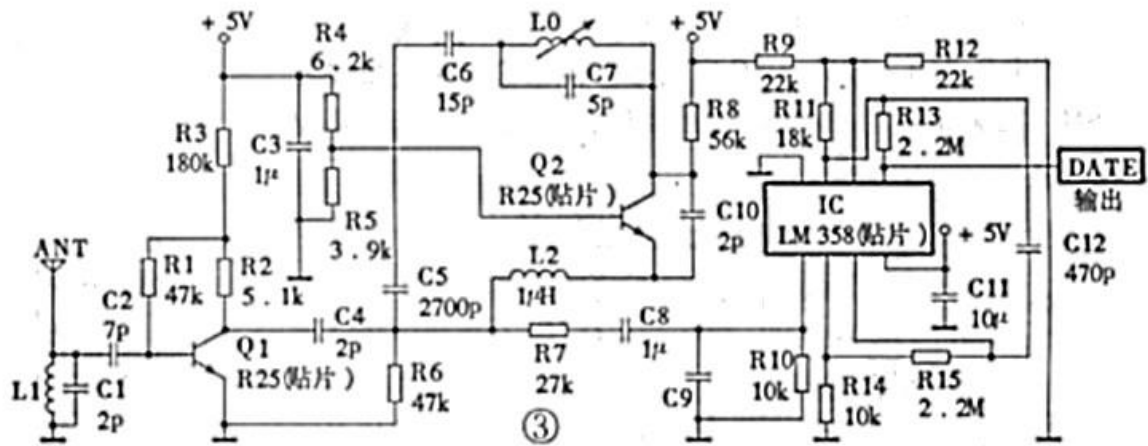 + 5V
R4
6.2k
L0
+ 5V
R9
22k
R12
22k
C6
15p
C7
5p
R3
180k
C3
1μ
R8
56k
R11
18k
R13
2.2M
Q2
R25(贴片)
DATE
输出
R5
3.9k
IC
LM358(贴片)
+ 5V
C10
2p
C12
470p
ANT
R1
47k
R2
5.1k
L2
1μH
C5
2700p
C11
10μ
C2
7p
C4
2p
C8
1μ
Q1
R25(贴片)
R7
27k
R10
10k
L1
C1
2p
R6
47k
C9
R14
10k
R15
2.2M
③